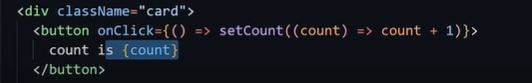 <div className="card">
<button onClick={() => setCount((count) => count + 1)}>
count is {count}
</button>